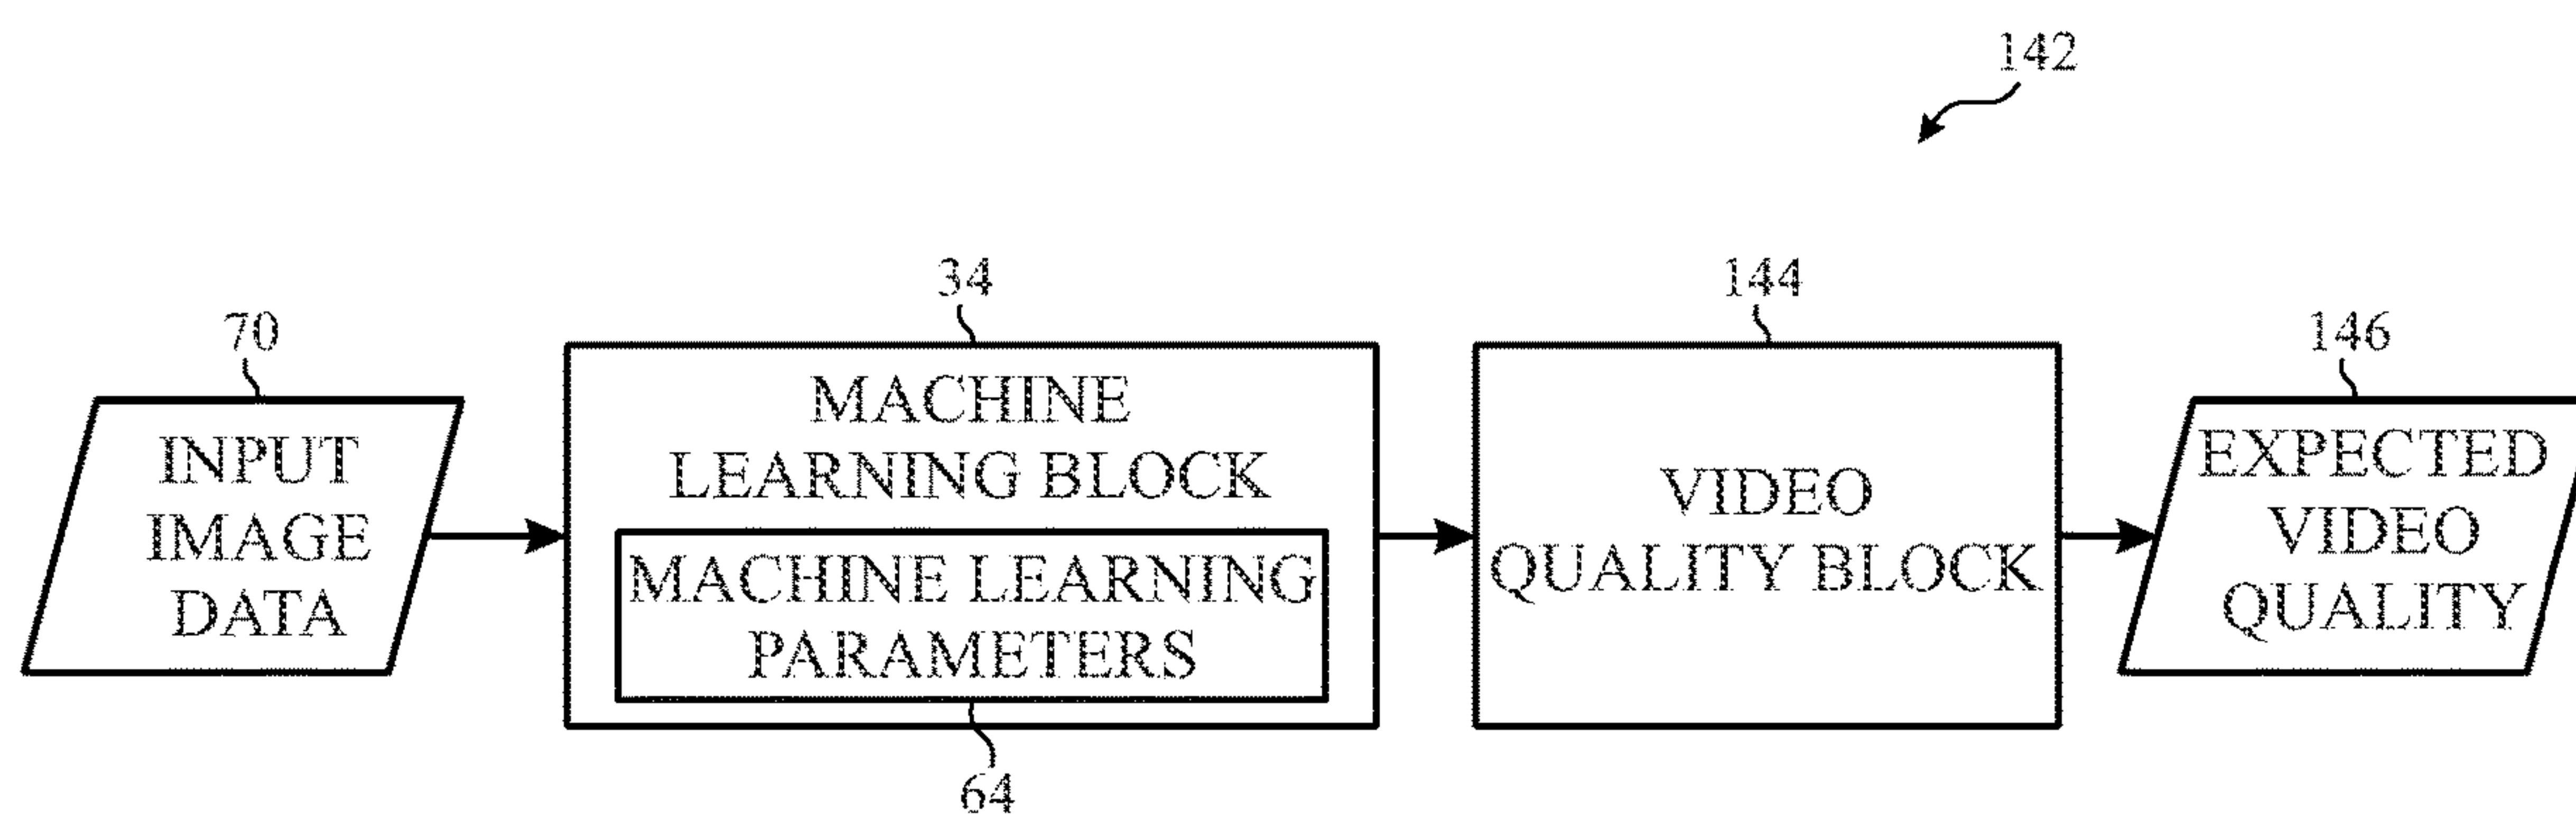 142
70
INPUT
IMAGE
DATA
34
MACHINE
LEARNING BLOCK
MACHINE LEARNING
PARAMETERS
64
144
VIDEO
QUALITY BLOCK
146
EXPECTED
VIDEO
QUALITY